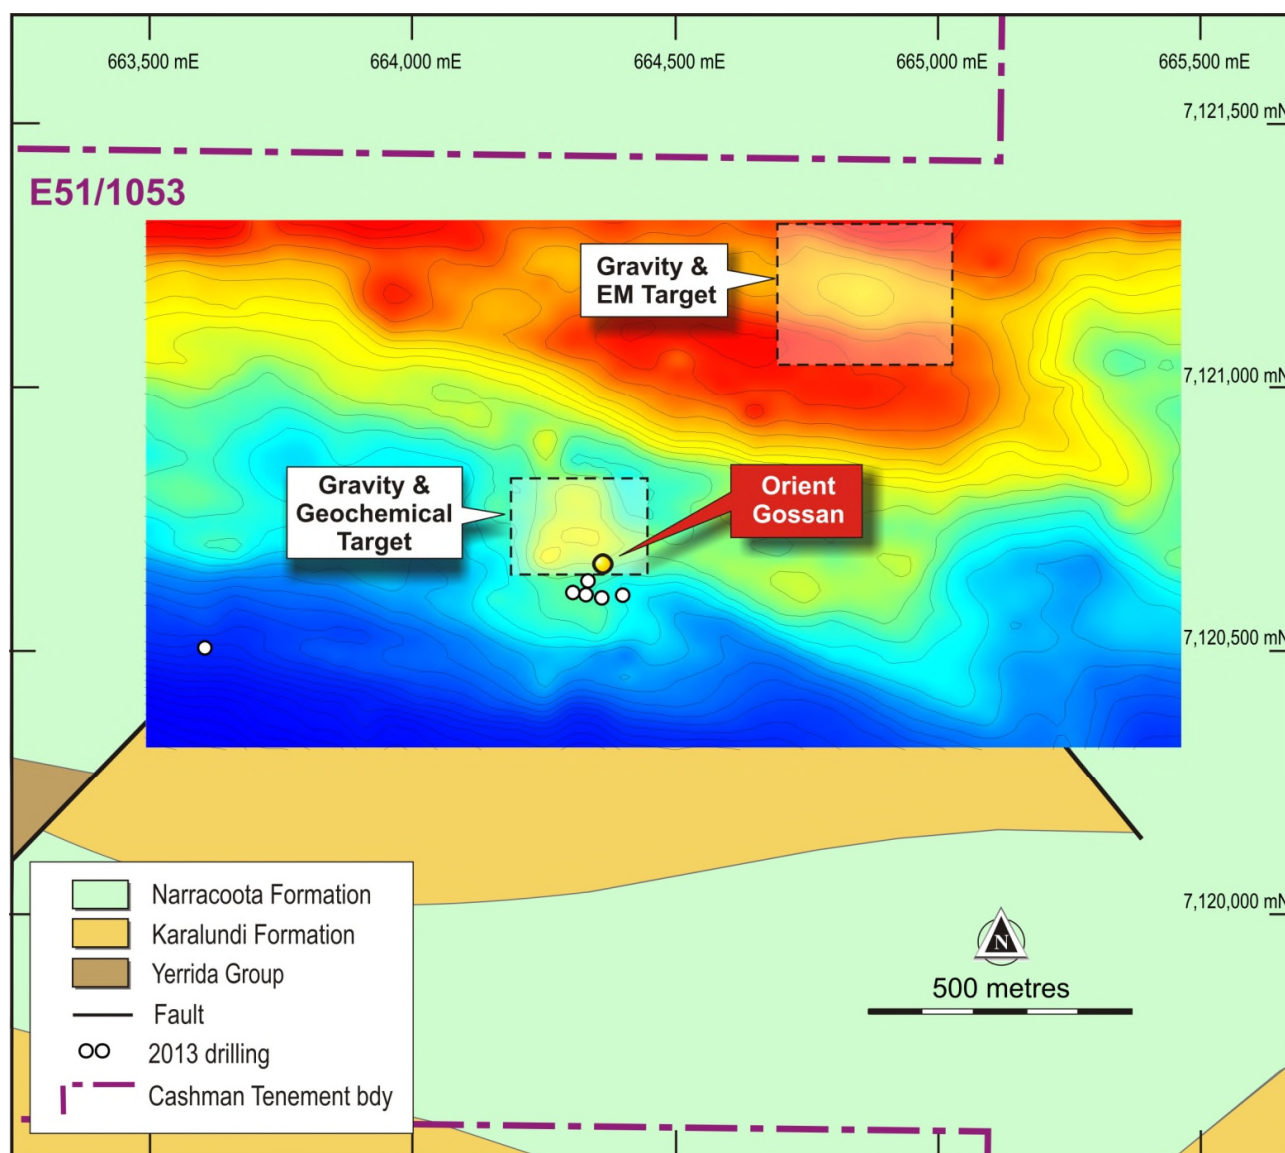 663,500 mE
664,000 mE
664,500 mE
665,000 mE
665,500 mE
7,121,500 mN
E51/1053
Gravity &
EM Target
7,121,000 mN
Gravity &
Geochemical
Target
Orient
Gossan
7,120,500 mN
7,120,000 mN
Narracoota Formation
Karalundi Formation
Yerrida Group
Fault
2013 drilling
Cashman Tenement bdy
N
500 metres